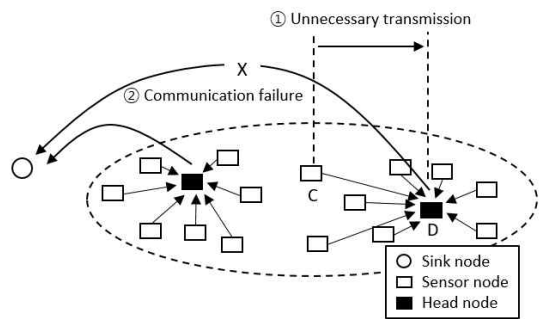 ① Unnecessary transmission
X
② Communication failure
C
D
Sink node
Sensor node
Head node